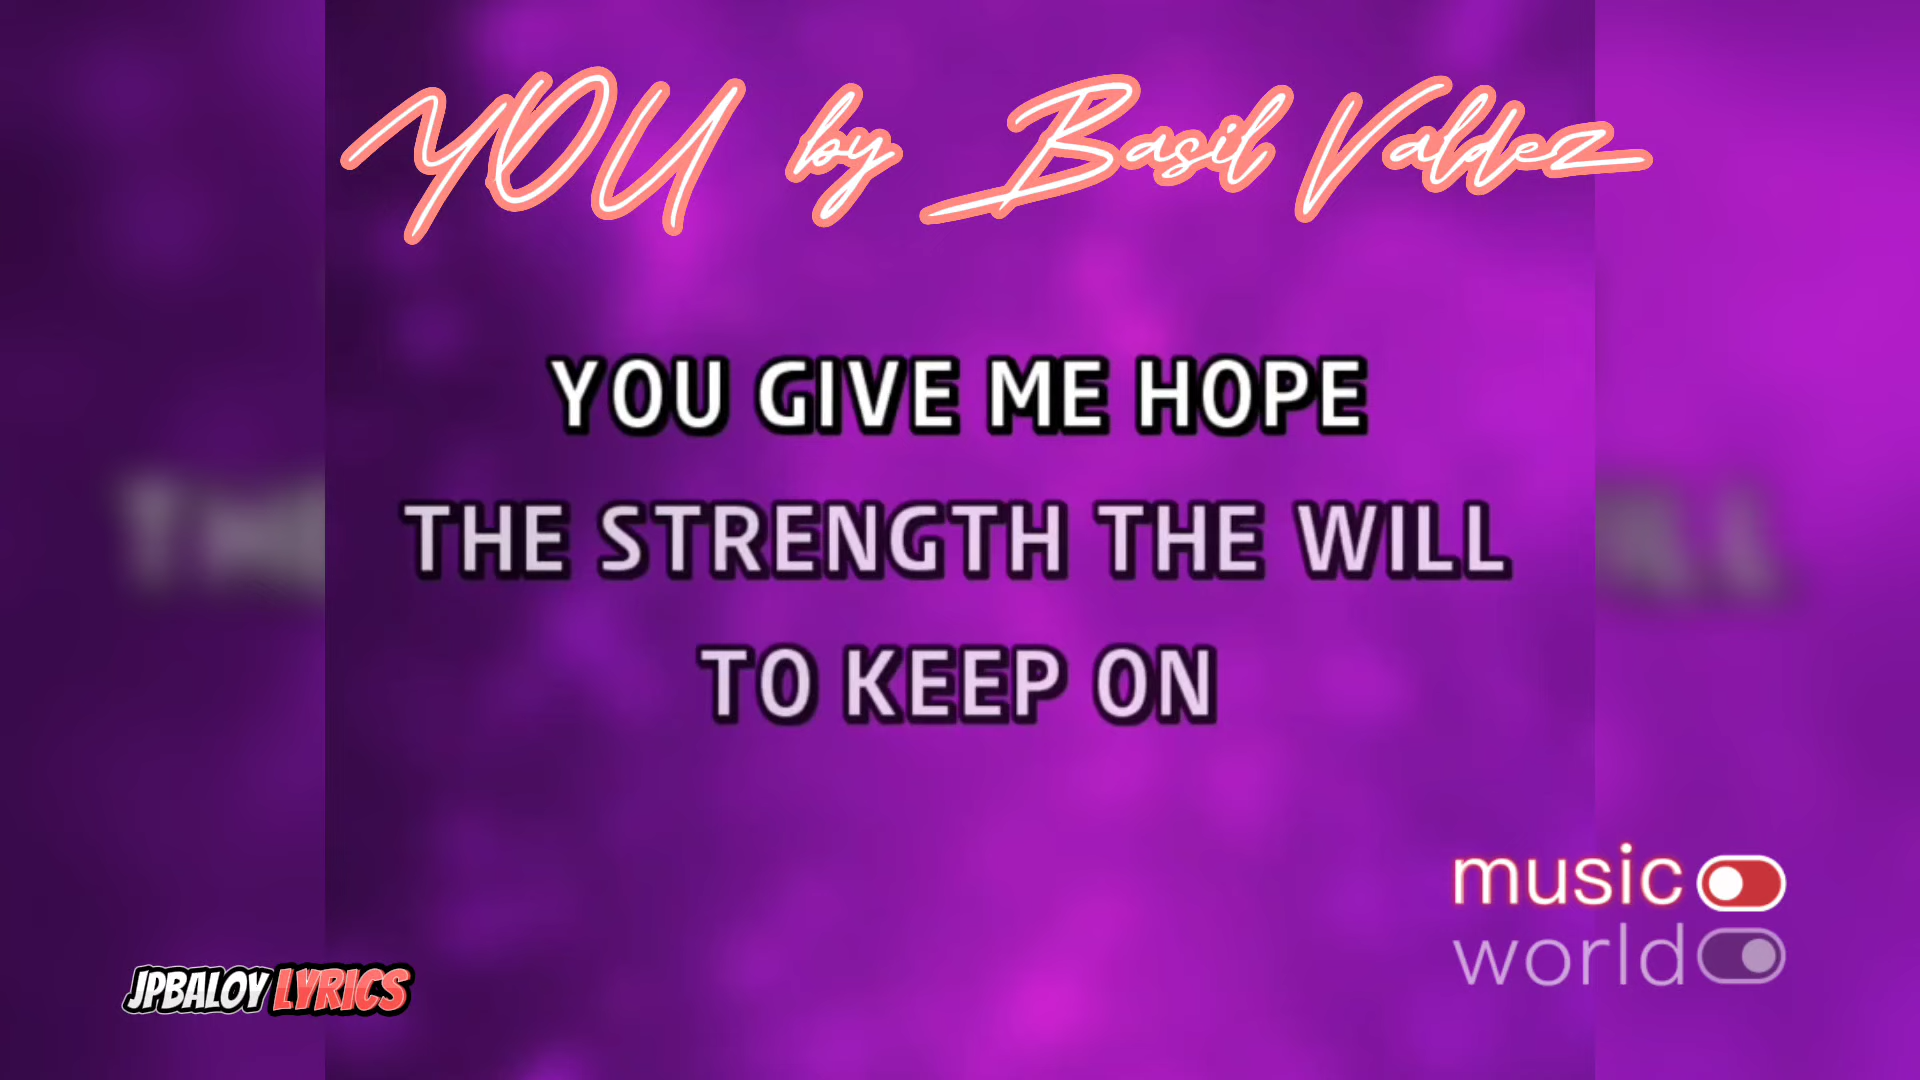 YOU by Basil Valdez
YOU GIVE ME HOPE
THE STRENGTH THE WILL
TO KEEP ON
music
world
JPBALOY LYRICS